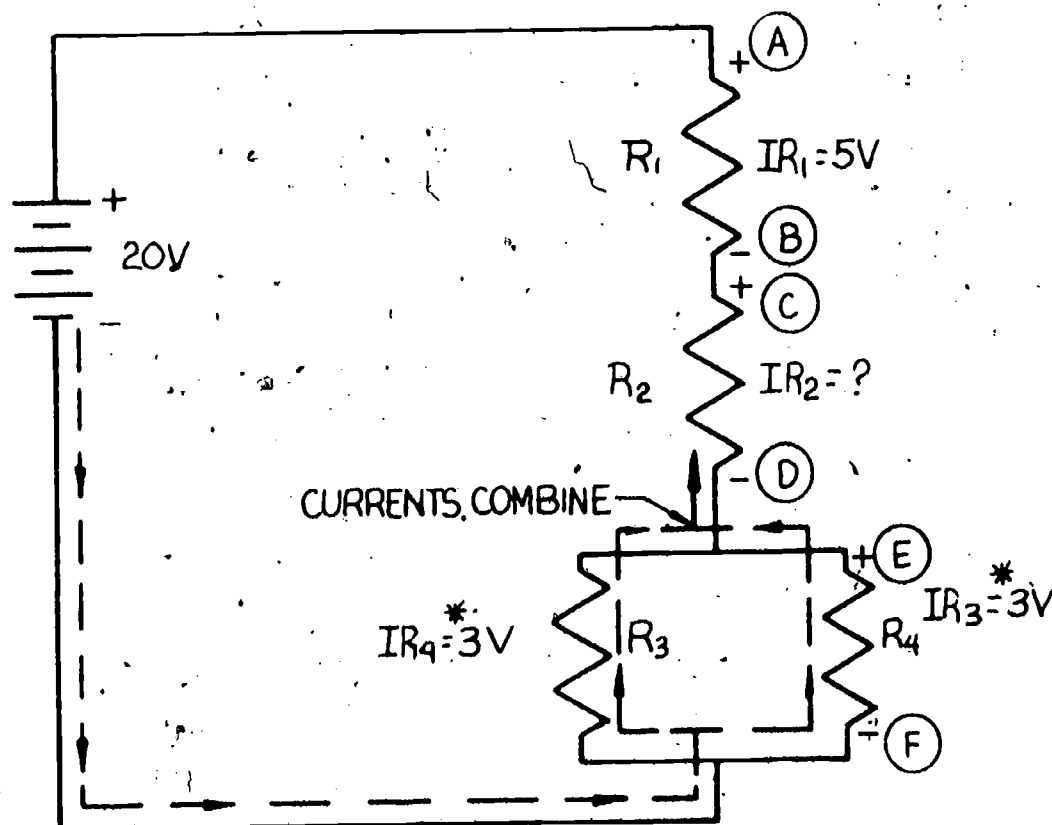 A
+
R1
IR1=5V
+
20V
-
B
-
+
C
R2
IR2=?
-
D
CURRENTS COMBINE
+
E
IR4=*3V
R3
R4
IR3=*3V
F